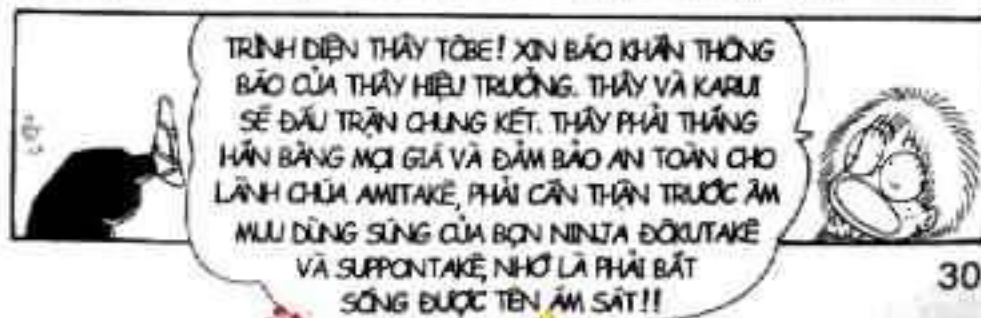 TRÌNH DIỆN THẦY TÔBE! XIN BÁO KHẨN THÔNG
BÁO CỦA THẦY HIỆU TRƯỞNG. THẦY VÀ KARUI
SẼ ĐẤU TRẬN CHUNG KẾT. THẦY PHẢI THẮNG
HẮN BẰNG MỌI GIÁ VÀ ĐẢM BẢO AN TOÀN CHO
LÃNH CHÚA AMITAKÊ, PHẢI CẨN THẬN TRƯỚC ÂM
MƯU DÙNG SÚNG CỦA BỌN NINJA ĐÔKUTAKÊ
VÀ SUPPONTAKÊ, NHỚ LÀ PHẢI BẮT
SỐNG ĐƯỢC TÊN ÁM SÁT!!
30